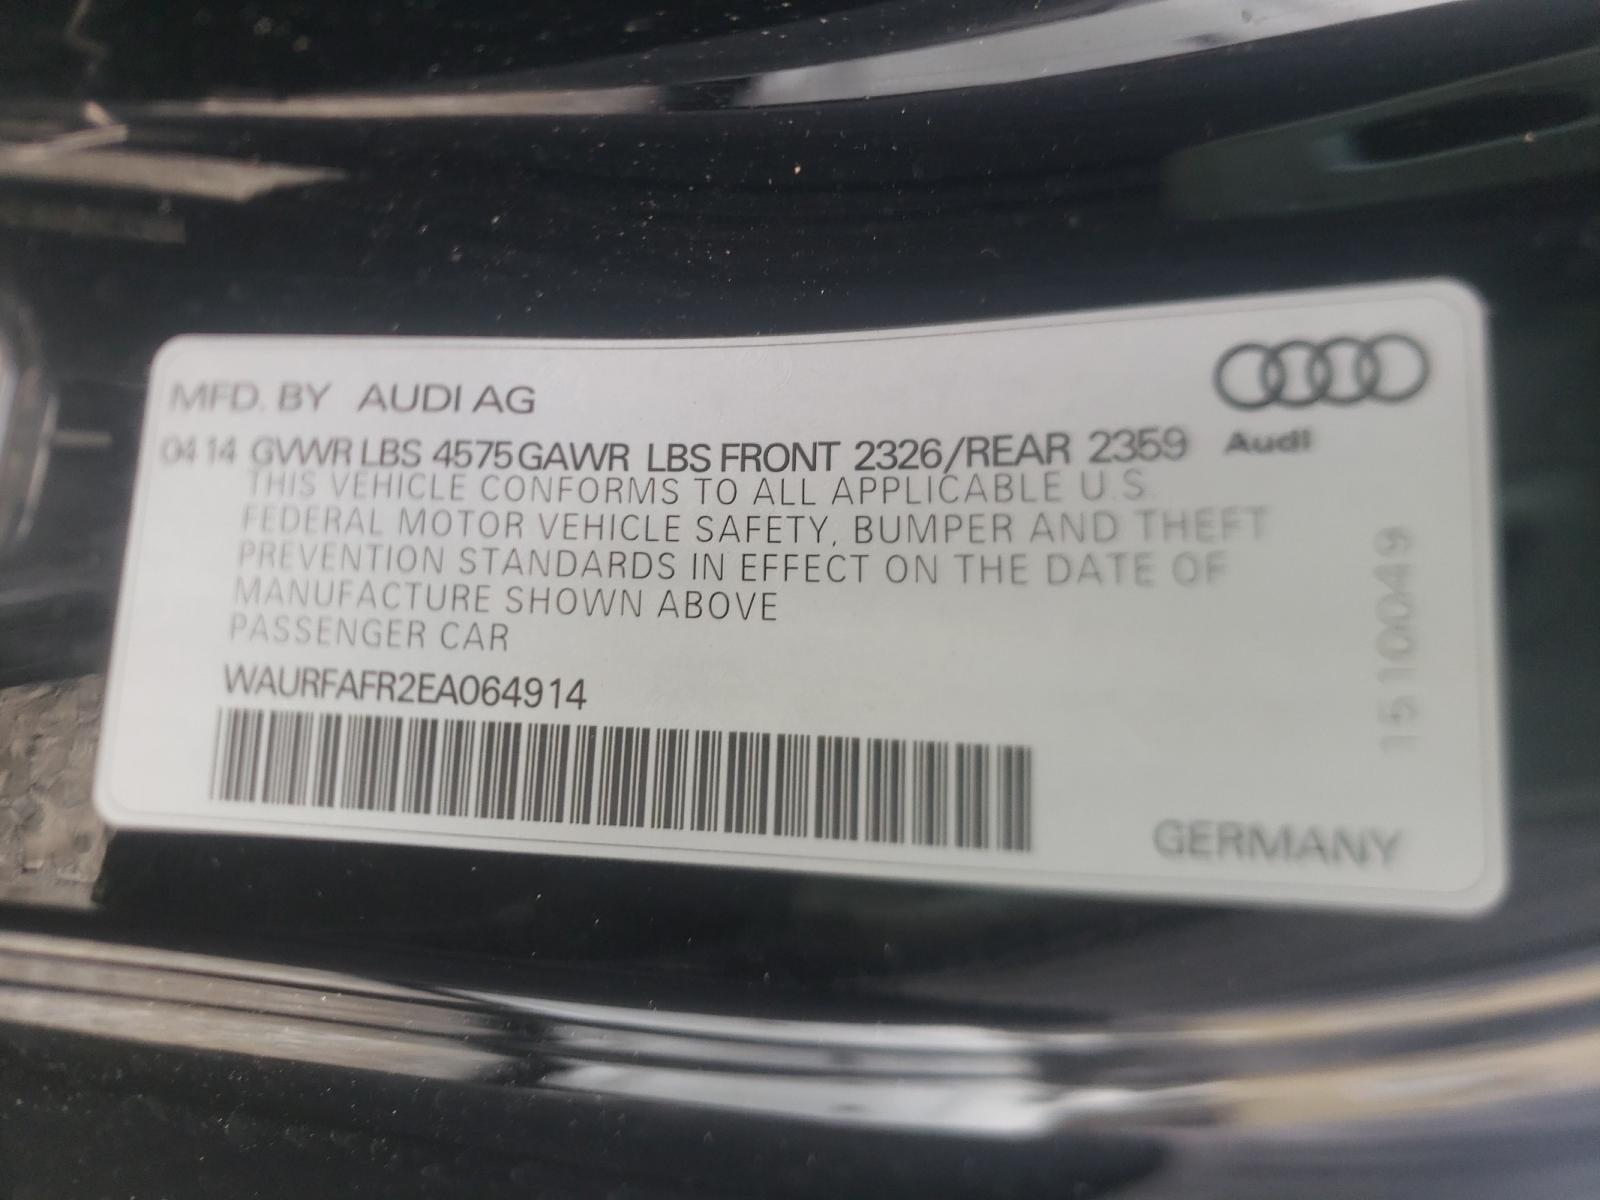 MFD. BY AUDI AG
04 14 GVWR LBS 4575 GAWR LBS FRONT 2326/REAR 2359
Audi
THIS VEHICLE CONFORMS TO ALL APPLICABLE U.S.
FEDERAL MOTOR VEHICLE SAFETY, BUMPER AND THEFT
PREVENTION STANDARDS IN EFFECT ON THE DATE OF
MANUFACTURE SHOWN ABOVE
PASSENGER CAR
WAURFAFR2EA064914
1510049
GERMANY